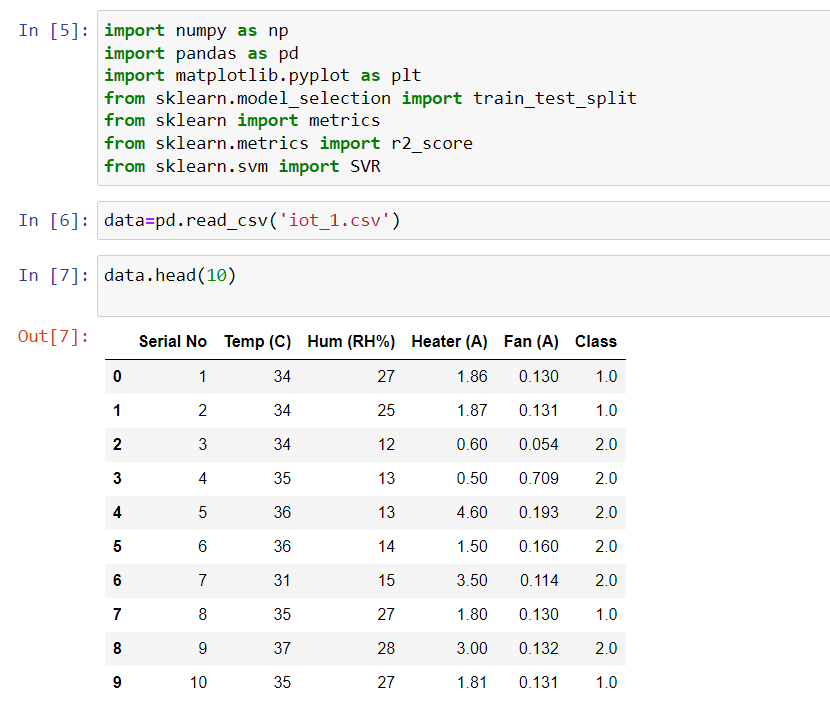 In [5]: import numpy as np
import pandas as pd
import matplotlib.pyplot as plt
from sklearn.model_selection import train_test_split
from sklearn import metrics
from sklearn.metrics import r2_score
from sklearn.svm import SVR
In [6]: data=pd.read_csv('iot_1.csv')
In [7]: data.head(10)
Out[7]: Serial No Temp (C) Hum (RH%) Heater (A) Fan (A) Class
0 1 34 27 1.86 0.130 1.0
1 2 34 25 1.87 0.131 1.0
2 3 34 12 0.60 0.054 2.0
3 4 35 13 0.50 0.709 2.0
4 5 36 13 4.60 0.193 2.0
5 6 36 14 1.50 0.160 2.0
6 7 31 15 3.50 0.114 2.0
7 8 35 27 1.80 0.130 1.0
8 9 37 28 3.00 0.132 2.0
9 10 35 27 1.81 0.131 1.0